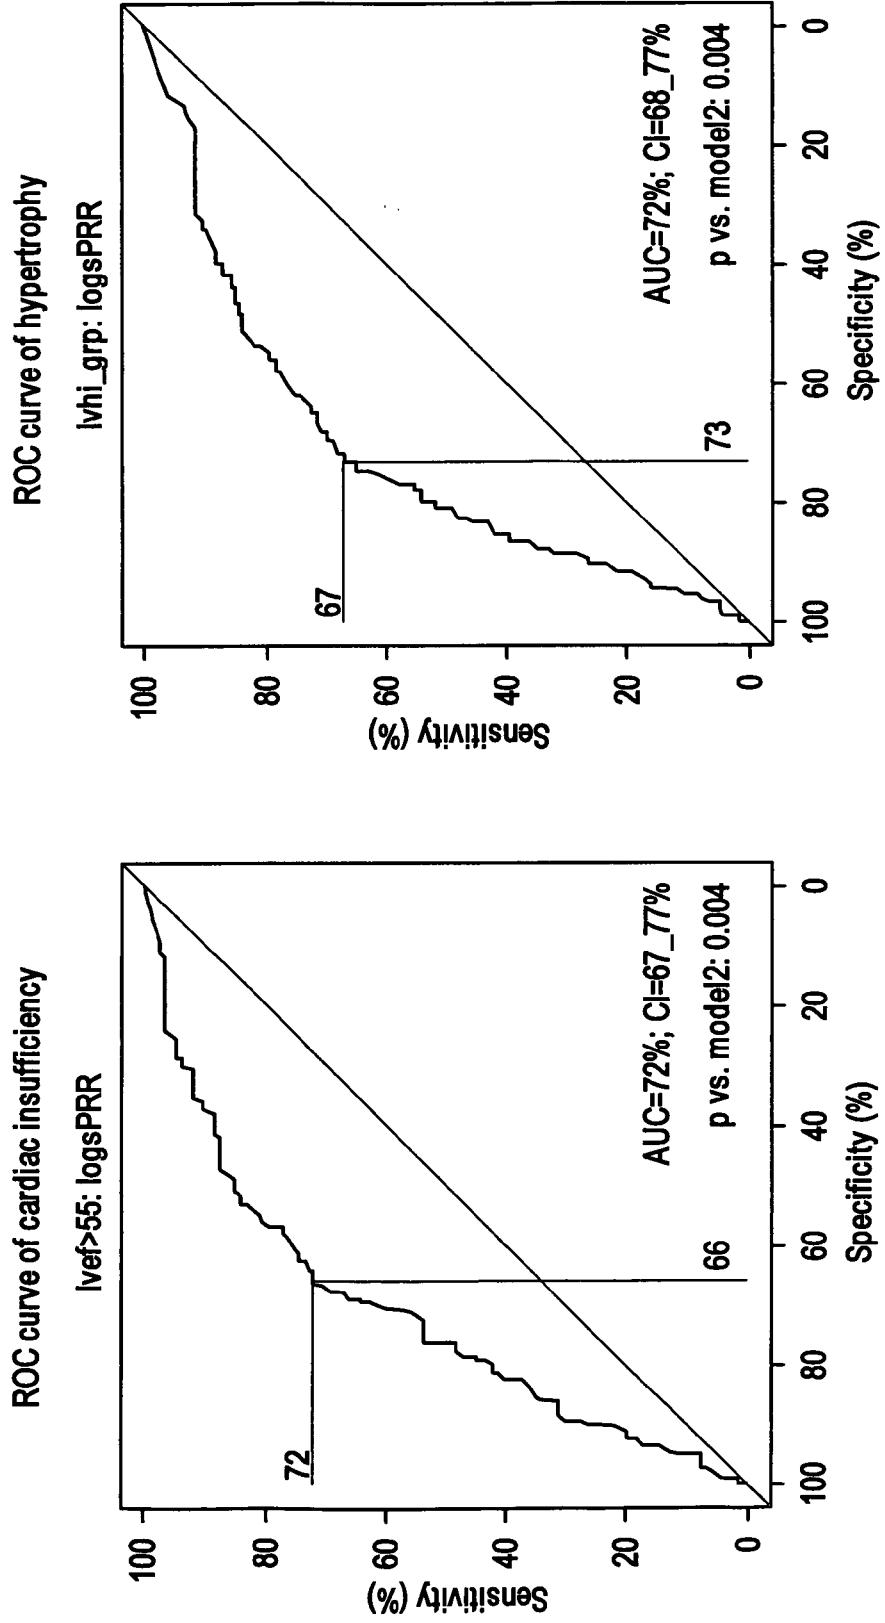 ROC curve of cardiac insufficiency
lvef>55: logsPRR
Sensitivity (%)
100
80
60
40
20
0
72
66
AUC=72%; CI=67_77%
p vs. model2: 0.004
100
80
60
40
20
0
Specificity (%)
ROC curve of hypertrophy
lvhi_grp: logsPRR
Sensitivity (%)
100
80
60
40
20
0
67
73
AUC=72%; CI=68_77%
p vs. model2: 0.004
100
80
60
40
20
0
Specificity (%)